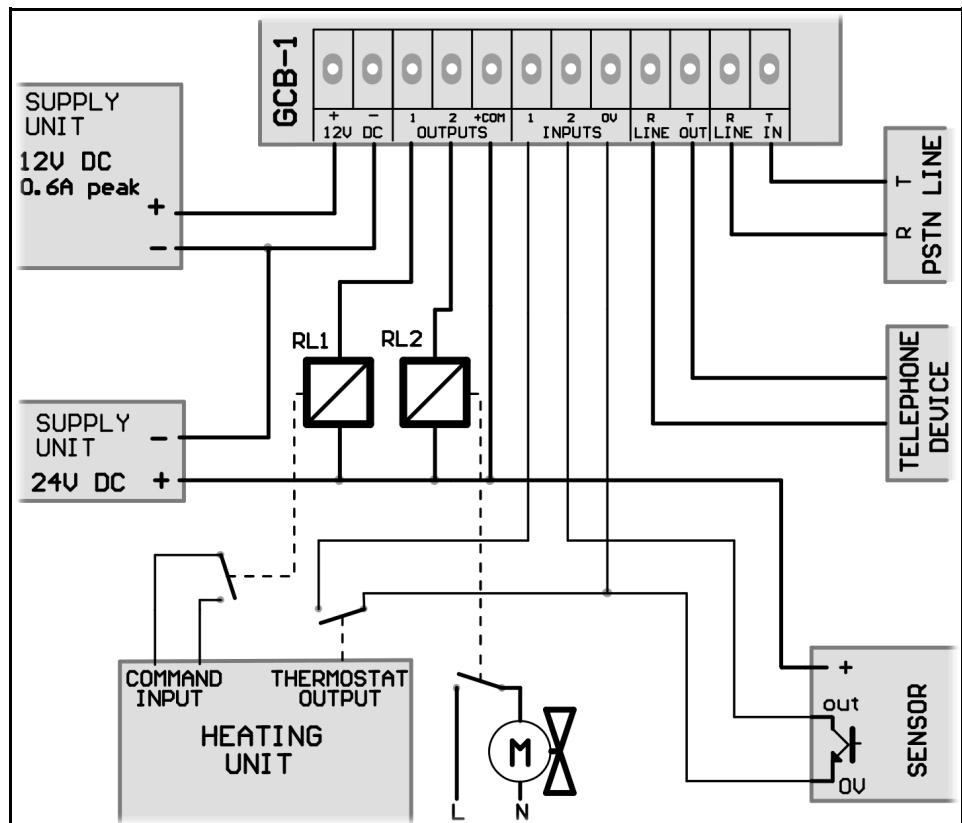 GCB-1
+ - 1 2 +COM 1 2 0V R T R T
12V DC OUTPUTS INPUTS LINE OUT LINE IN
SUPPLY
UNIT
12V DC
0.6A peak
+
-
T
R
PSTN LINE
RL1
RL2
TELEPHONE
DEVICE
SUPPLY
UNIT
24V DC
-
+
COMMAND
INPUT
THERMOSTAT
OUTPUT
HEATING
UNIT
M
L
N
+
out
0V
SENSOR